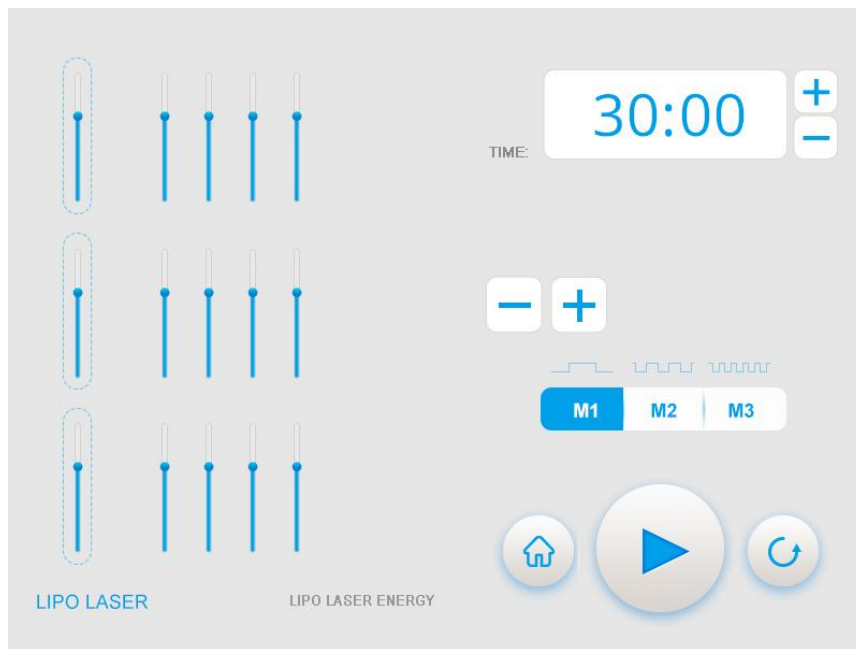 30:00
TIME:
M1 M2 M3
LIPO LASER
LIPO LASER ENERGY